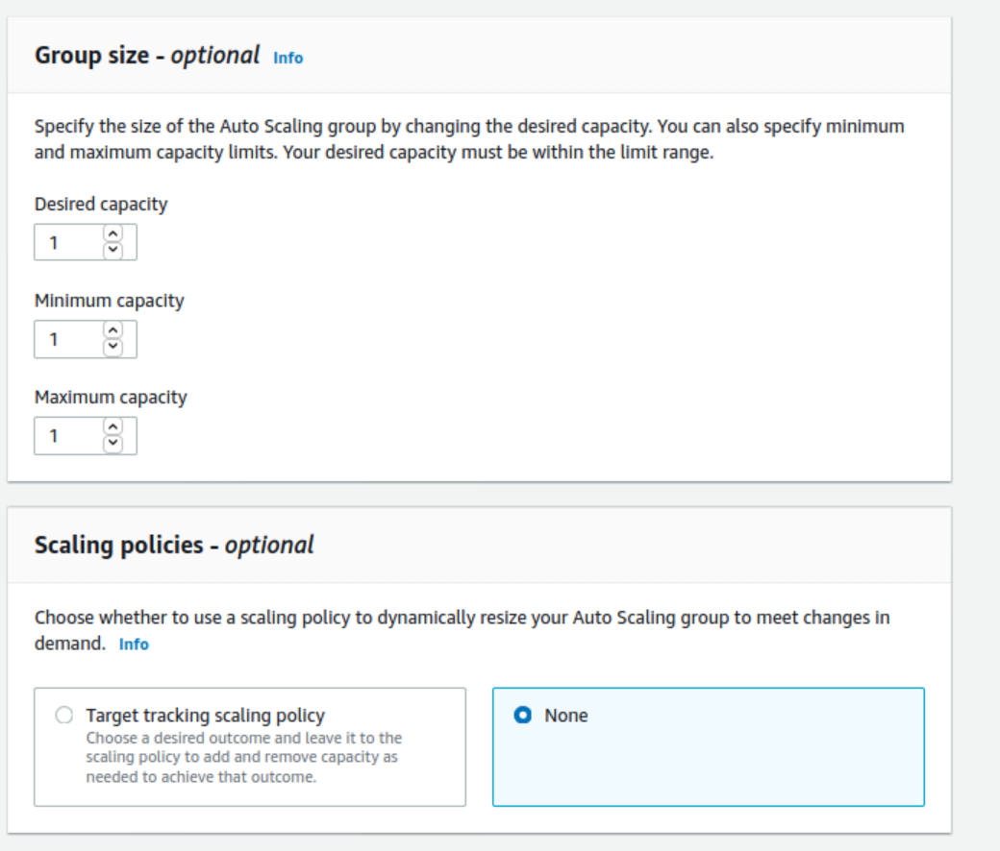 Group size - optional Info
Specify the size of the Auto Scaling group by changing the desired capacity. You can also specify minimum
and maximum capacity limits. Your desired capacity must be within the limit range.
Desired capacity
1
Minimum capacity
1
Maximum capacity
1
Scaling policies - optional
Choose whether to use a scaling policy to dynamically resize your Auto Scaling group to meet changes in
demand. Info
Target tracking scaling policy
Choose a desired outcome and leave it to the
scaling policy to add and remove capacity as
needed to achieve that outcome.
None